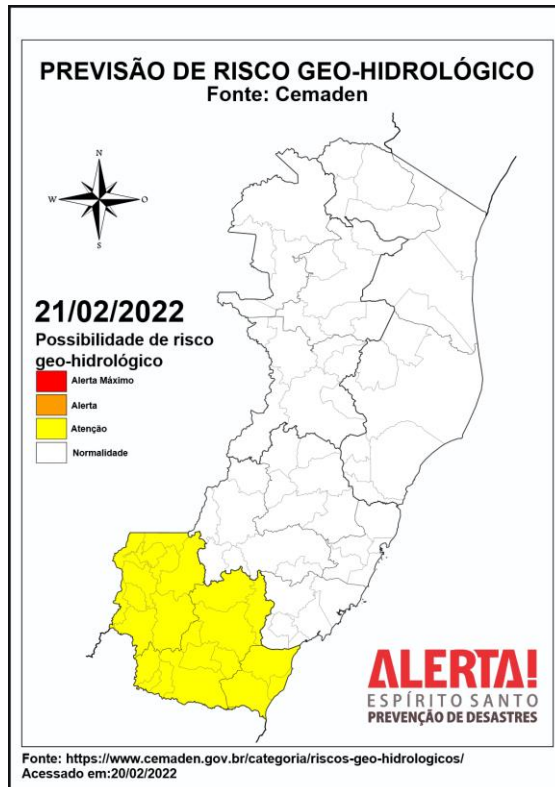 PREVISÃO DE RISCO GEO-HIDROLÓGICO
Fonte: Cemaden
N
W
O
S
21/02/2022
Possibilidade de risco
geo-hidrológico
Alerta Máximo
Alerta
Atenção
Normalidade
ALERTA!
ESPÍRITO SANTO
PREVENÇÃO DE DESASTRES
Fonte: https://www.cemaden.gov.br/categoria/riscos-geo-hidrologicos/
Acessado em:20/02/2022